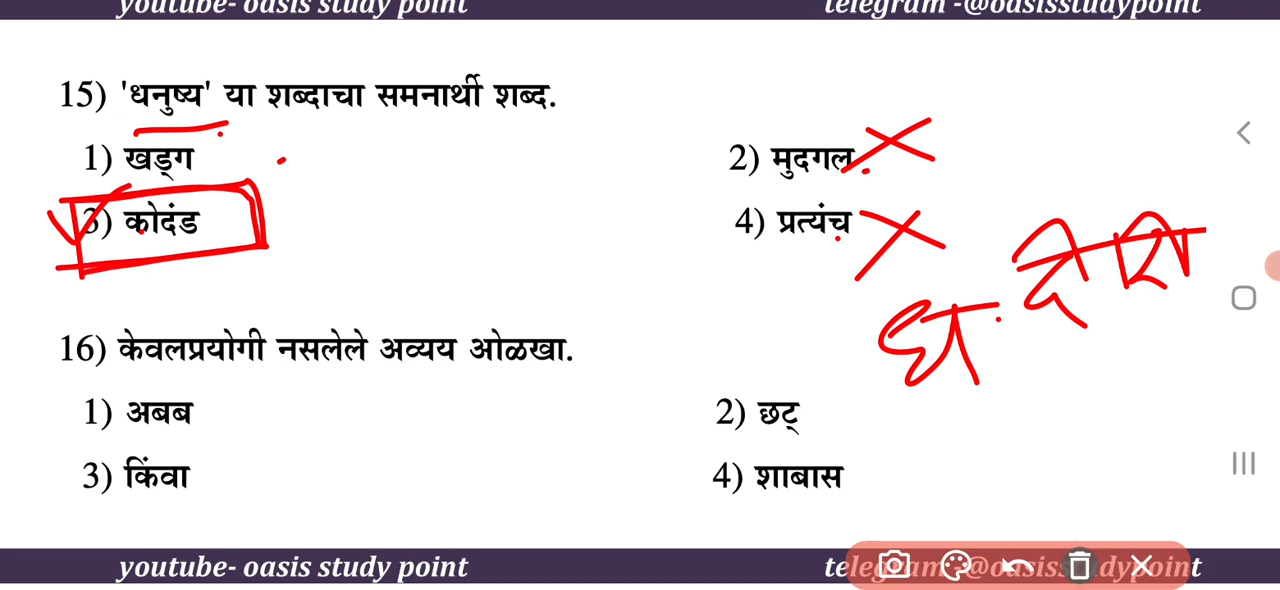 youtube- oasis study point telegram -@oasisstudypoint
15) 'धनुष्य' या शब्दाचा समनार्थी शब्द.
1) खड्ग 2) मुदगल
3) कोदंड 4) प्रत्यंच
16) केवलप्रयोगी नसलेले अव्यय ओळखा.
1) अबब 2) छट्
3) किंवा 4) शाबास
youtube- oasis study point telegram -@oasisstudypoint